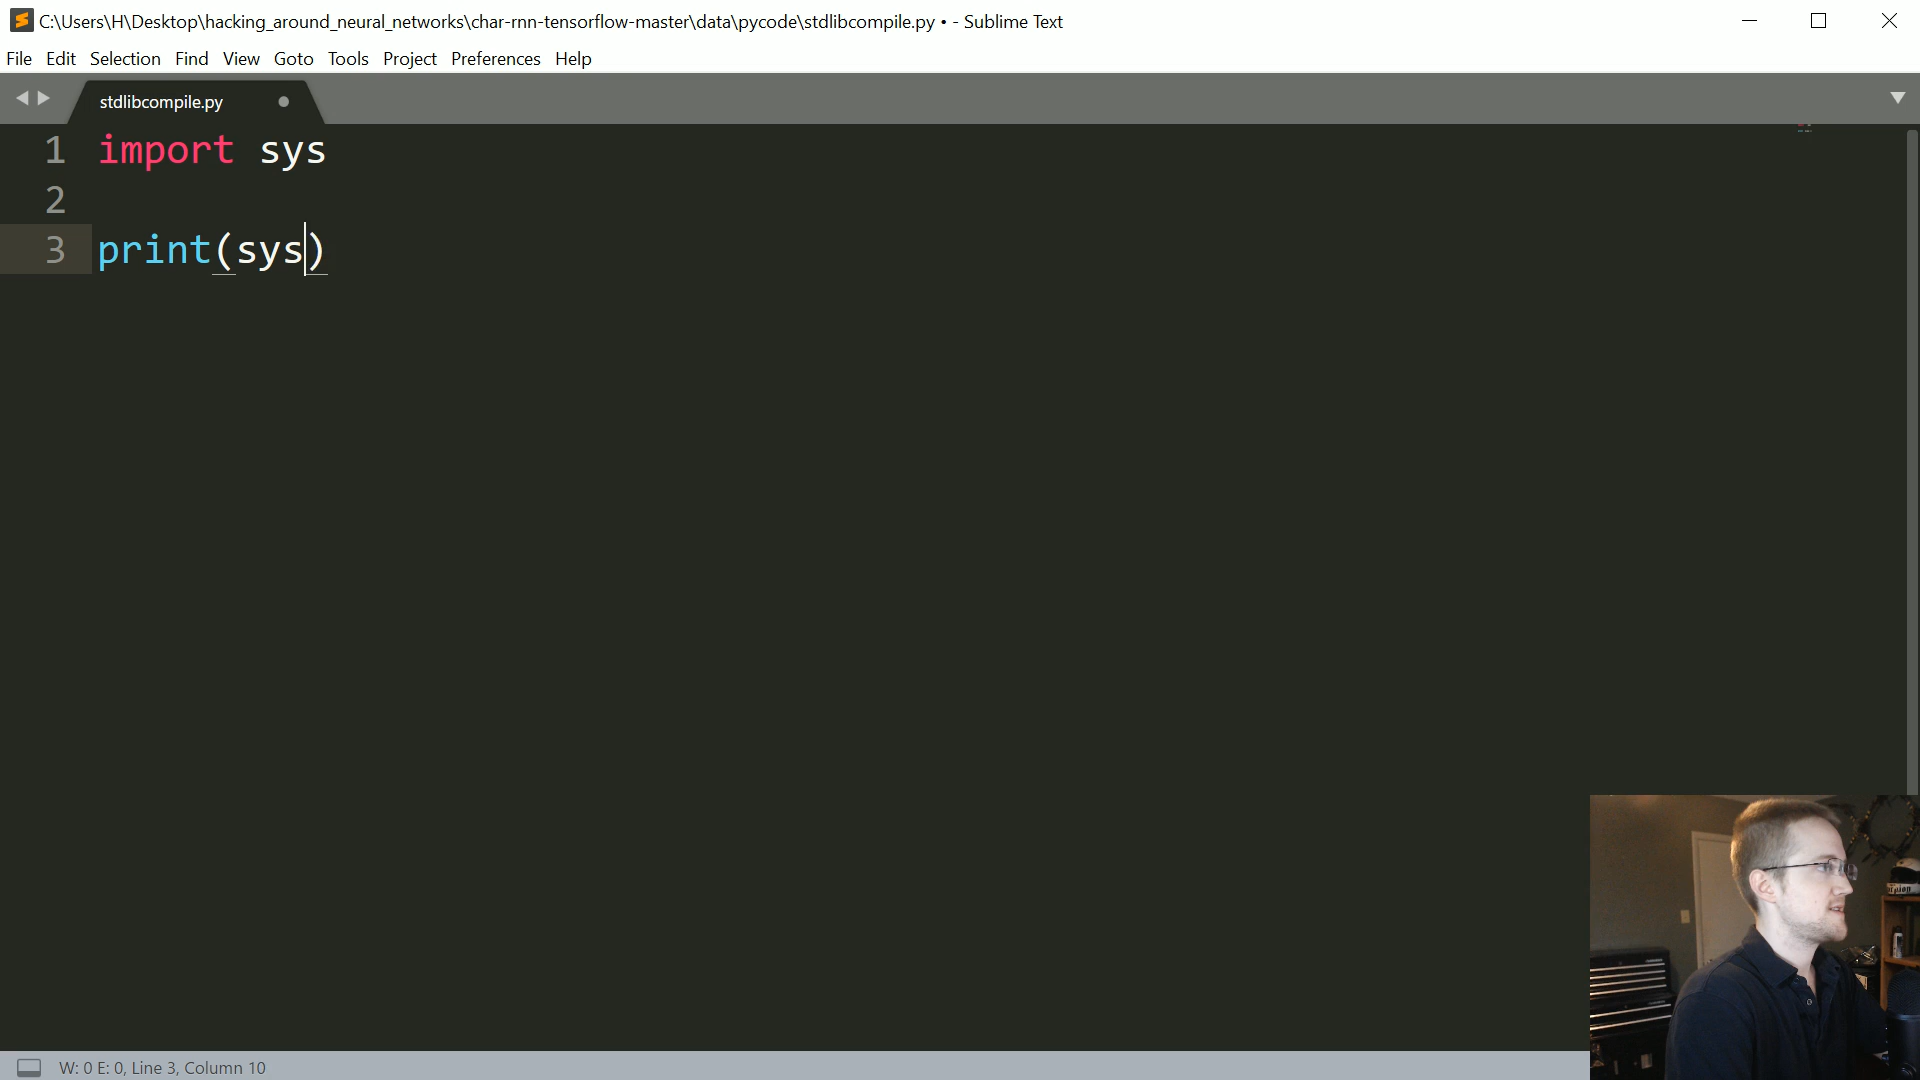 C:\Users\H\Desktop\hacking_around_neural_networks\char-rnn-tensorflow-master\data\pycode\stdlibcompile.py • - Sublime Text
File Edit Selection Find View Goto Tools Project Preferences Help
stdlibcompile.py
1 import sys
2
3 print(sys)
W: 0 E: 0, Line 3, Column 10